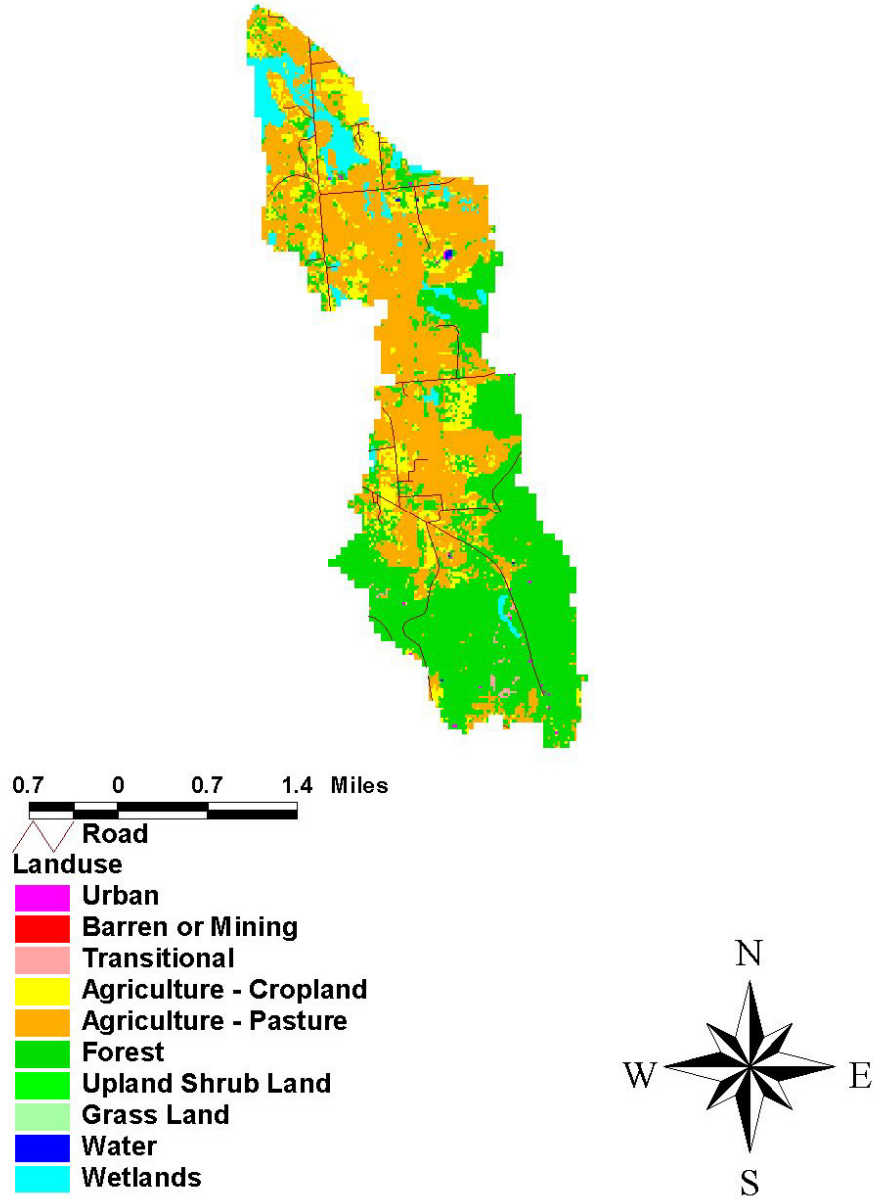 0.7 0 0.7 1.4 Miles
Road
Landuse
Urban
Barren or Mining
Transitional
Agriculture - Cropland
Agriculture - Pasture
Forest
Upland Shrub Land
Grass Land
Water
Wetlands
N
W E
S